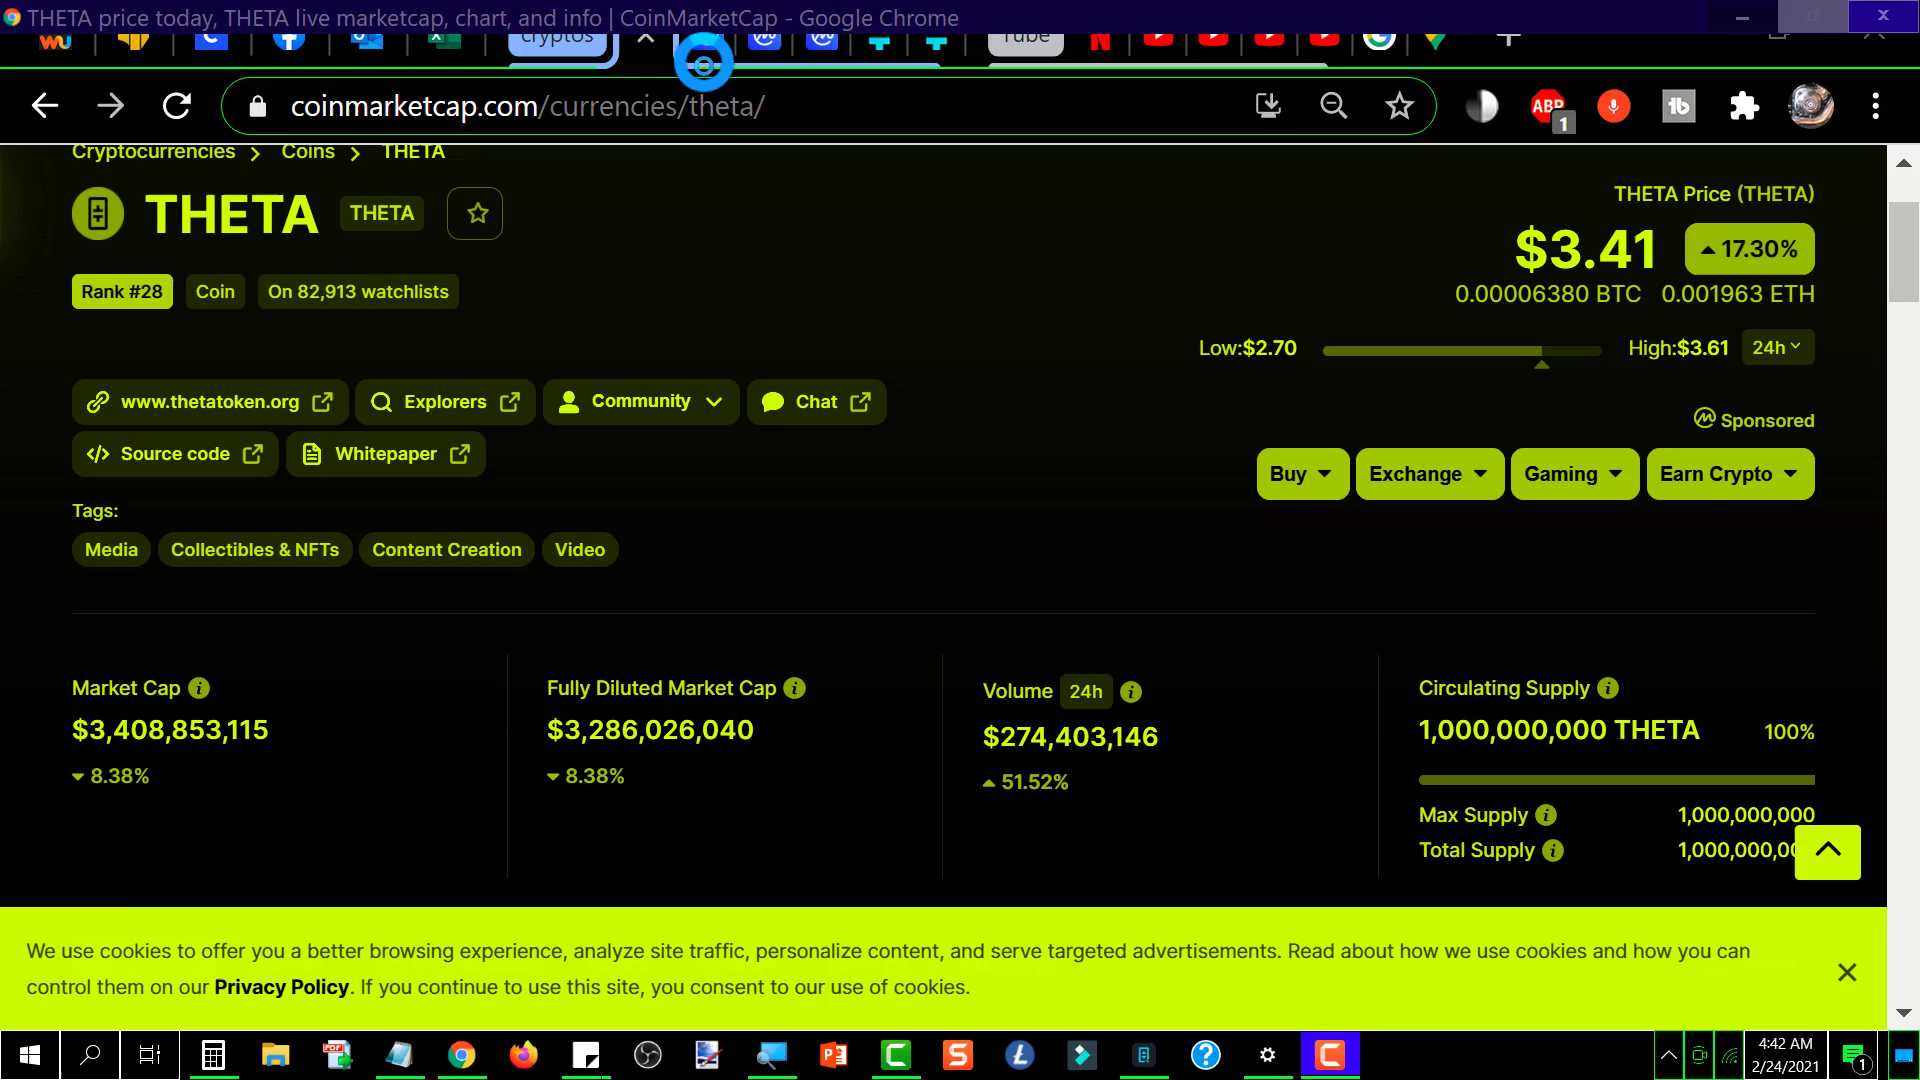 THETA price today, THETA live marketcap, chart, and info | CoinMarketCap - Google Chrome
cryptos
Tube
coinmarketcap.com/currencies/theta/
ABP
1
Cryptocurrencies > Coins > THETA
THETA THETA
THETA Price (THETA)
$3.41 17.30%
Rank #28 Coin On 82,913 watchlists
0.00006380 BTC 0.001963 ETH
Low:$2.70 High:$3.61 24h
www.thetatoken.org Explorers Community Chat
Sponsored
Source code Whitepaper
Buy Exchange Gaming Earn Crypto
Tags:
Media Collectibles & NFTs Content Creation Video
Market Cap
$3,408,853,115
8.38%
Fully Diluted Market Cap
$3,286,026,040
8.38%
Volume 24h
$274,403,146
51.52%
Circulating Supply
1,000,000,000 THETA 100%
Max Supply 1,000,000,000
Total Supply
We use cookies to offer you a better browsing experience, analyze site traffic, personalize content, and serve targeted advertisements. Read about how we use cookies and how you can
control them on our Privacy Policy. If you continue to use this site, you consent to our use of cookies.
4:42 AM
2/24/2021
1